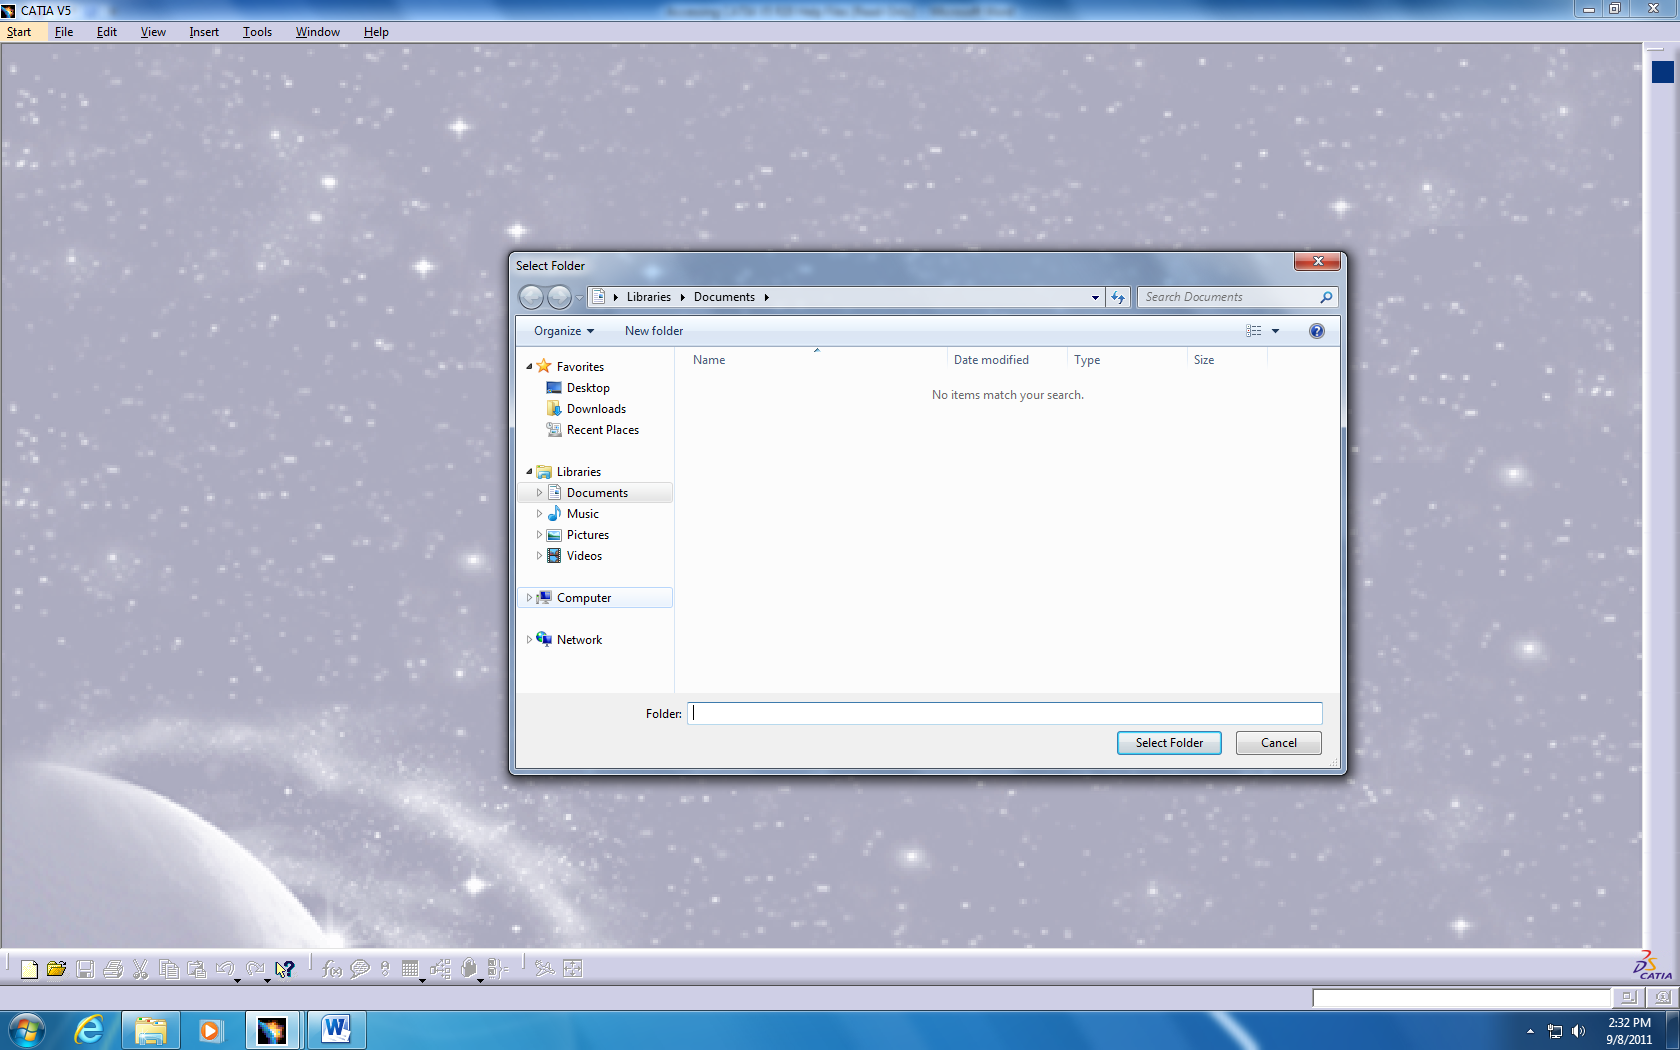 CATIA V5
Start File Edit View Insert Tools Window Help
Select Folder
Libraries Documents
Search Documents
Organize New folder
Name Date modified Type Size
No items match your search.
Favorites
Desktop
Downloads
Recent Places
Libraries
Documents
Music
Pictures
Videos
Computer
Network
Folder:
Select Folder Cancel
f(x)
CATIA
2:32 PM
9/8/2011